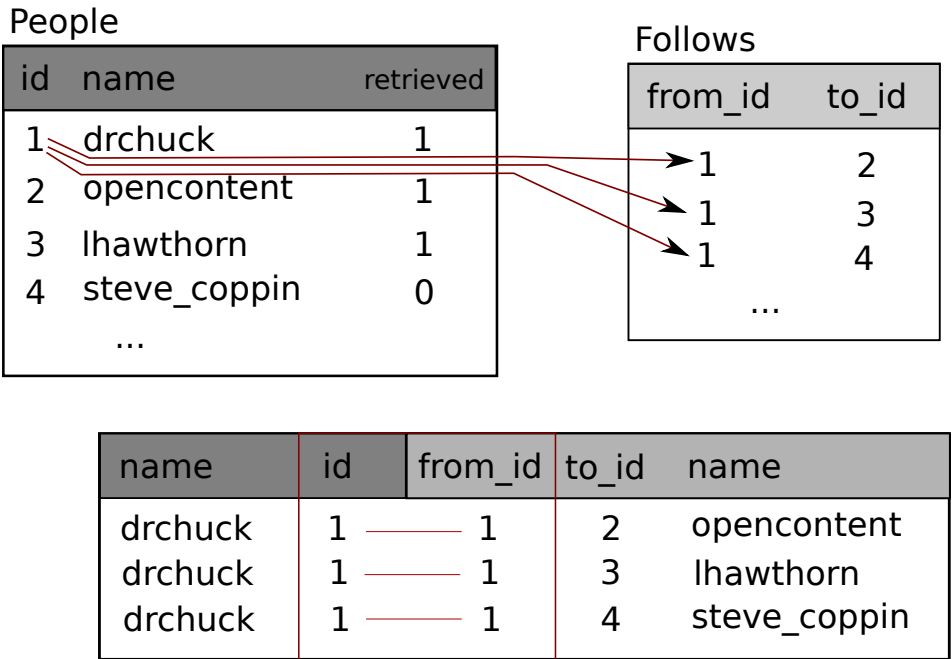 People
id name retrieved
1 drchuck 1
2 opencontent 1
3 lhawthorn 1
4 steve_coppin 0
...
Follows
from_id to_id
1 2
1 3
1 4
...
name id from_id to_id name
drchuck 1 1 2 opencontent
drchuck 1 1 3 lhawthorn
drchuck 1 1 4 steve_coppin